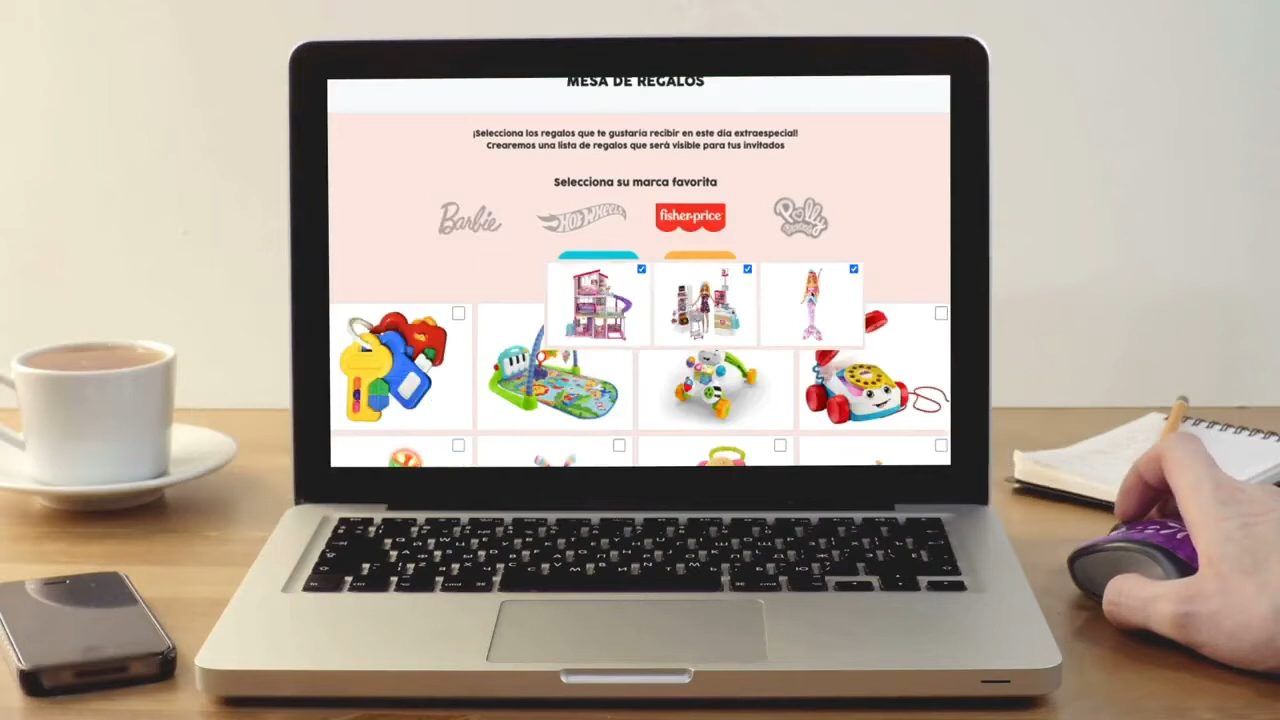 MESA DE REGALOS
¡Selecciona los regalos que te gustaría recibir en este día extraespecial!
Crearemos una lista de regalos que será visible para tus invitados
Selecciona su marca favorita
Barbie
HOT WHEELS
fisher-price
Polly Pocket